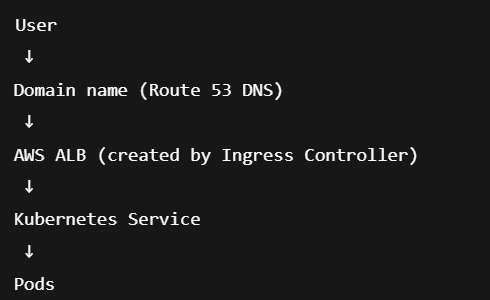 User
↓
Domain name (Route 53 DNS)
↓
AWS ALB (created by Ingress Controller)
↓
Kubernetes Service
↓
Pods